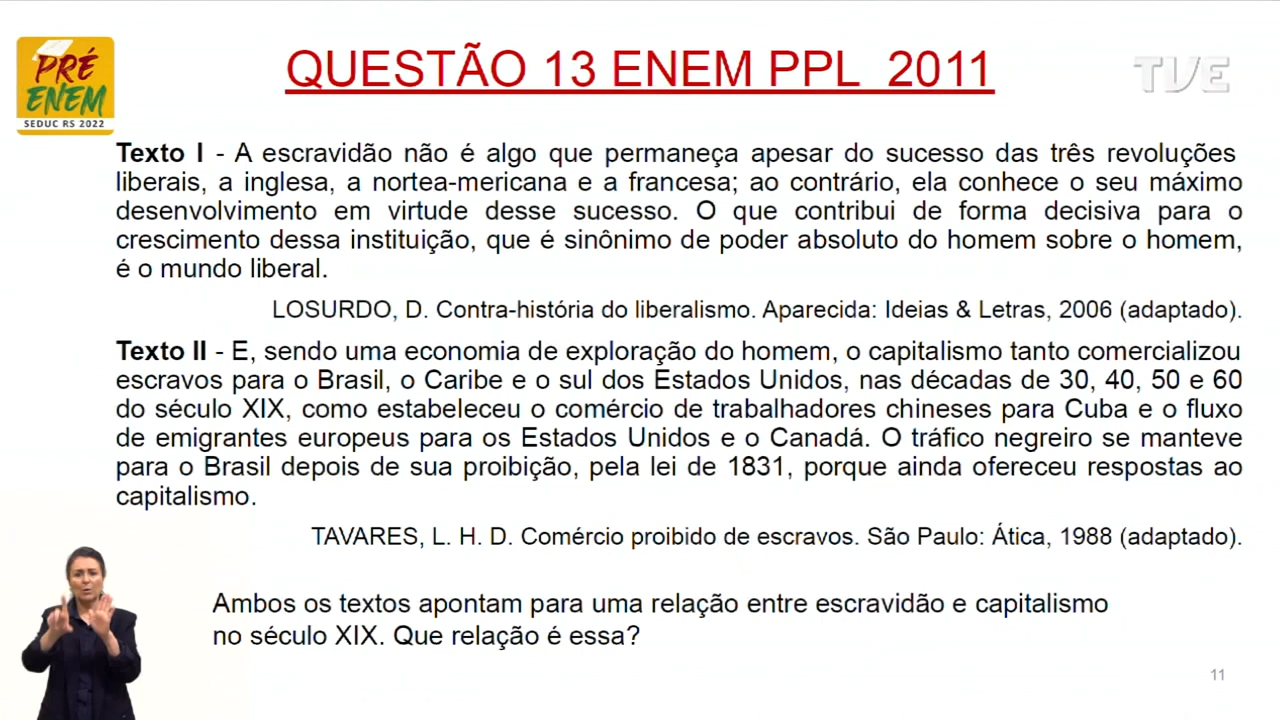 PRÉ
ENEM
SEDUC RS 2022
QUESTÃO 13 ENEM PPL 2011
TVE
Texto I - A escravidão não é algo que permaneça apesar do sucesso das três revoluções
liberais, a inglesa, a nortea-mericana e a francesa; ao contrário, ela conhece o seu máximo
desenvolvimento em virtude desse sucesso. O que contribui de forma decisiva para o
crescimento dessa instituição, que é sinônimo de poder absoluto do homem sobre o homem,
é o mundo liberal.
LOSURDO, D. Contra-história do liberalismo. Aparecida: Ideias & Letras, 2006 (adaptado).
Texto II - E, sendo uma economia de exploração do homem, o capitalismo tanto comercializou
escravos para o Brasil, o Caribe e o sul dos Estados Unidos, nas décadas de 30, 40, 50 e 60
do século XIX, como estabeleceu o comércio de trabalhadores chineses para Cuba e o fluxo
de emigrantes europeus para os Estados Unidos e o Canadá. O tráfico negreiro se manteve
para o Brasil depois de sua proibição, pela lei de 1831, porque ainda ofereceu respostas ao
capitalismo.
TAVARES, L. H. D. Comércio proibido de escravos. São Paulo: Ática, 1988 (adaptado).
Ambos os textos apontam para uma relação entre escravidão e capitalismo
no século XIX. Que relação é essa?
11